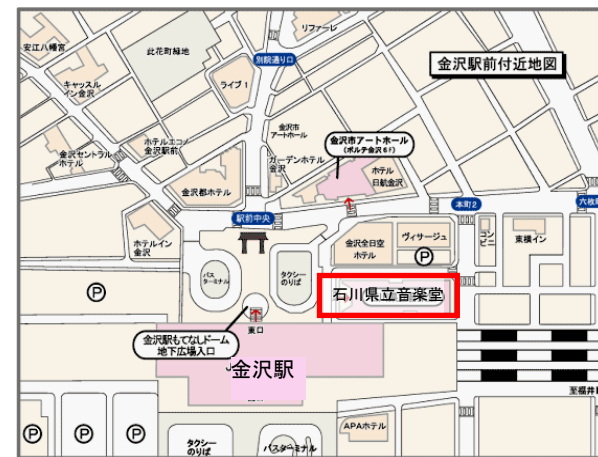 リファーレ
安江八幡宮
此花町緑地
別院通り口
金沢駅前付近地図
キャッスル
イン金沢
ライブ1
金沢市
アートホール
金沢市アートホール
(ポルテ金沢6F)
金沢セントラル
ホテル
ホテルエコノ
金沢駅前
ガーデンホテル
金沢
ホテル
日航金沢
金沢都ホテル
駅前中央
本町2
六枚町
ホテルイン
金沢
金沢全日空
ホテル
ヴィサージュ
コンビニ
東横イン
P
バス
ターミナル
タクシー
のりば
石川県立音楽堂
P
東口
金沢駅もてなしドーム
地下広場入口
金沢駅
至福井
P
P
P
タクシー
のりば
バスターミナル
APAホテル